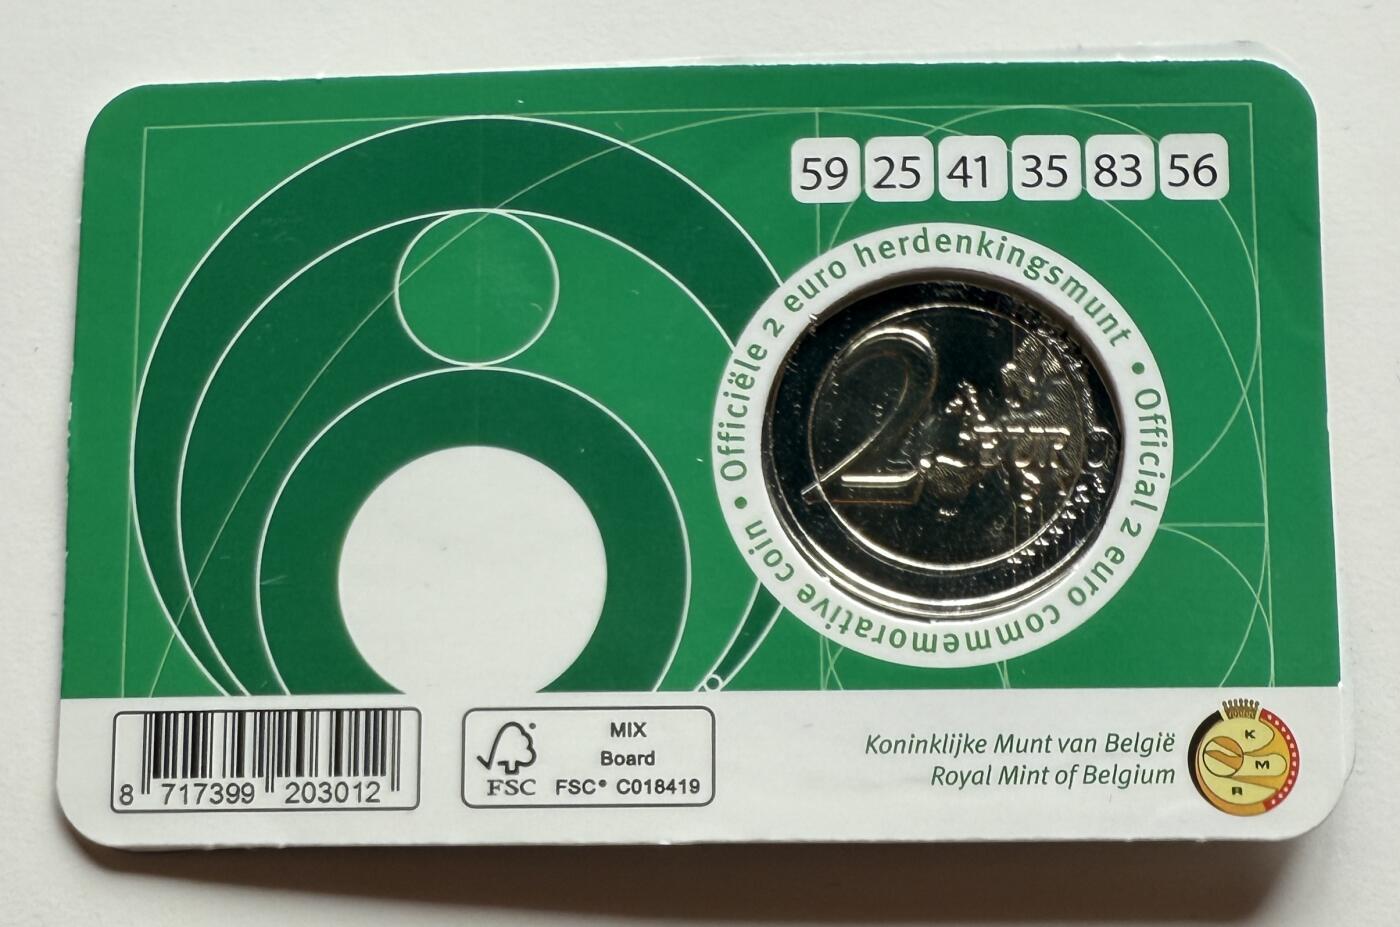 59 25 41 35 83 56
• Officiële 2 euro herdenkingsmunt • Official 2 euro commemorative coin
2 EUR
8 717399 203012
FSC
MIX
Board
FSC® C018419
Koninklijke Munt van België
Royal Mint of Belgium
K
M
R